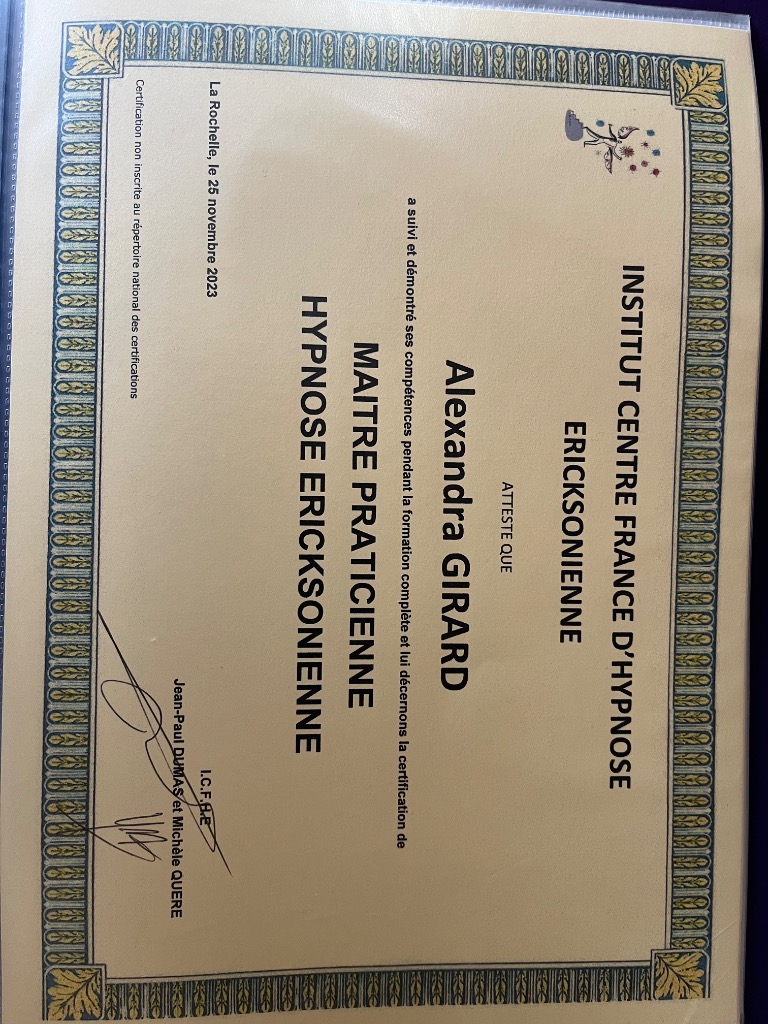 INSTITUT CENTRE FRANCE D'HYPNOSE
ERICKSONIENNE
ATTESTE QUE
Alexandra GIRARD
a suivi et démontré ses compétences pendant la formation complète et lui décernons la certification de
MAITRE PRATICIENNE
HYPNOSE ERICKSONIENNE
La Rochelle, le 25 novembre 2023
I.C.F.H.E
Jean-Paul DUMAS et Michèle QUERE
Certification non inscrite au répertoire national des certifications